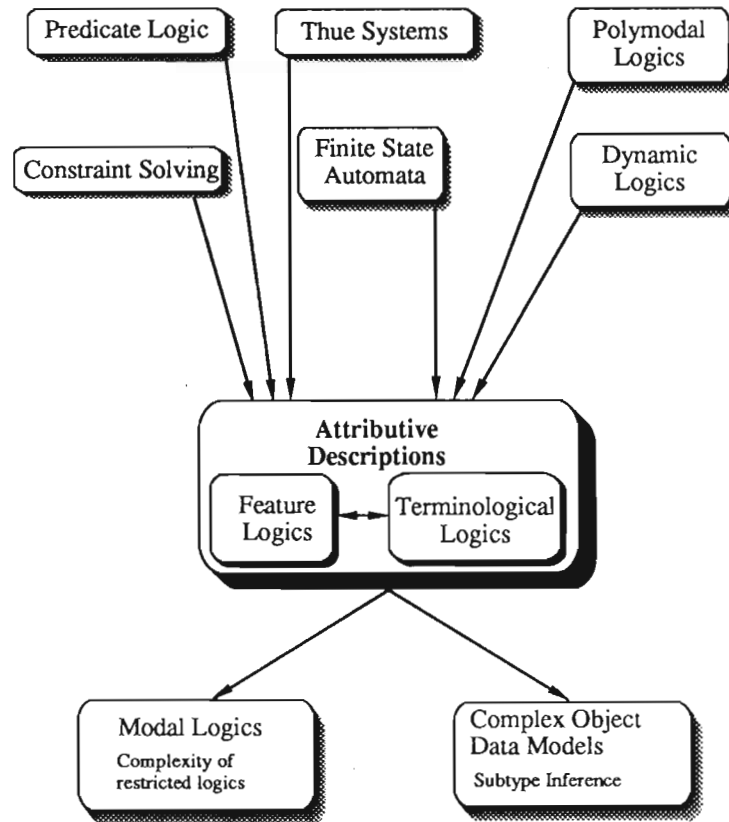 Predicate Logic
Thue Systems
Polymodal
Logics
Constraint Solving
Finite State
Automata
Dynamic
Logics
Attributive
Descriptions
Feature
Logics
Terminological
Logics
Modal Logics
Complexity of
restricted logics
Complex Object
Data Models
Subtype Inference